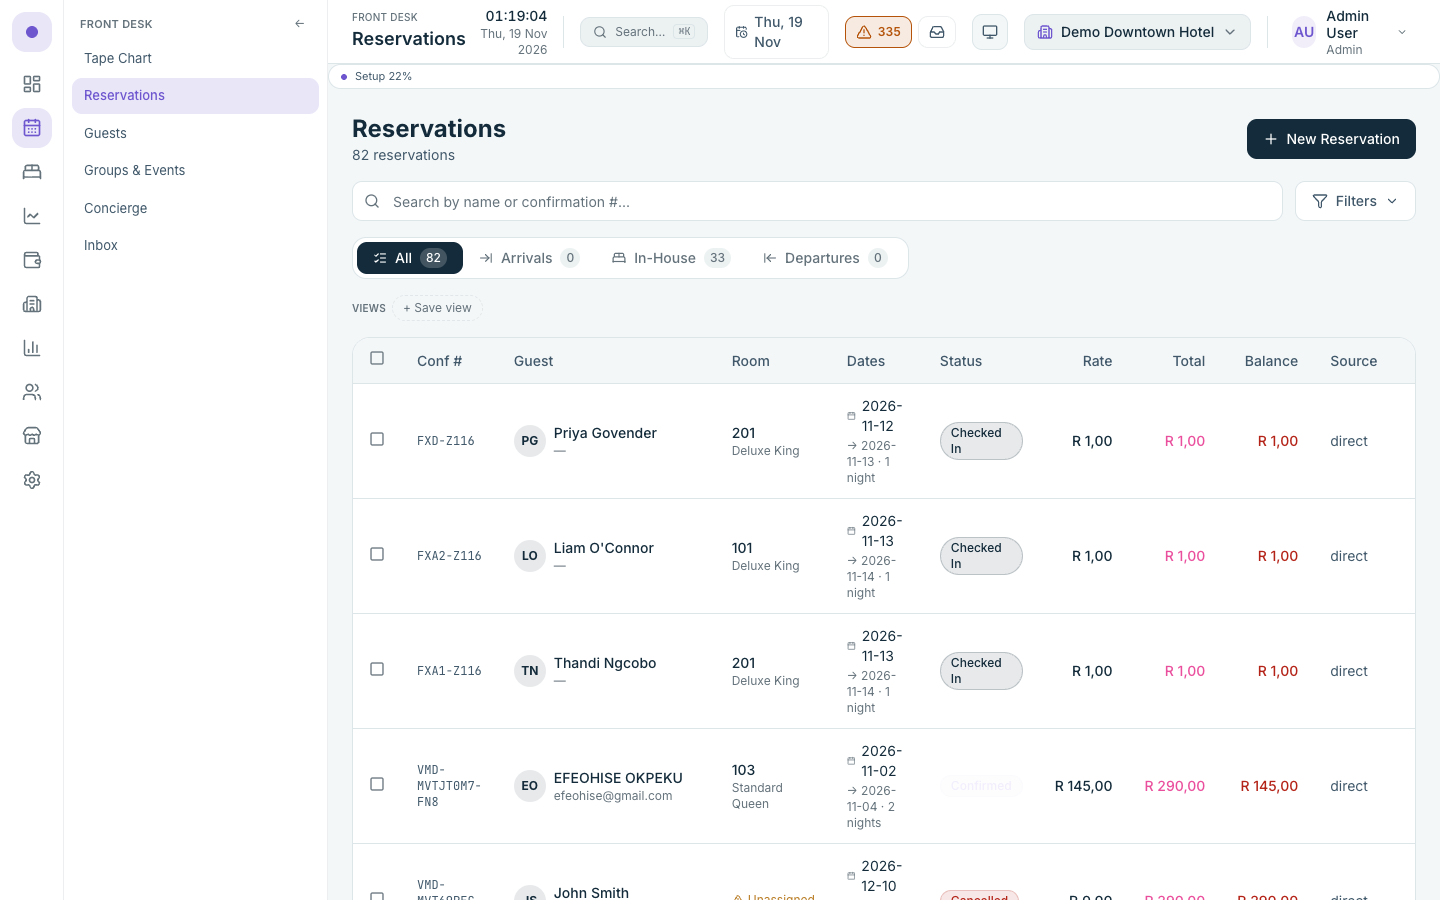 FRONT DESK
Tape Chart
Reservations
Guests
Groups & Events
Concierge
Inbox
FRONT DESK
Reservations
01:19:04
Thu, 19 Nov
2026
Search... ⌘K
Thu, 19
Nov
335
Demo Downtown Hotel
AU
Admin
User
Admin
Setup 22%
Reservations
82 reservations
+ New Reservation
Search by name or confirmation #...
Filters
All 82
Arrivals 0
In-House 33
Departures 0
VIEWS + Save view
Conf # Guest Room Dates Status Rate Total Balance Source
FXD-Z116
PG
Priya Govender
—
201
Deluxe King
2026-
11-12
→ 2026-
11-13 · 1
night
Checked
In
R 1,00
R 1,00
R 1,00
direct
FXA2-Z116
LO
Liam O'Connor
—
101
Deluxe King
2026-
11-13
→ 2026-
11-14 · 1
night
Checked
In
R 1,00
R 1,00
R 1,00
direct
FXA1-Z116
TN
Thandi Ngcobo
—
201
Deluxe King
2026-
11-13
→ 2026-
11-14 · 1
night
Checked
In
R 1,00
R 1,00
R 1,00
direct
VMD-
MVTJT0M7-
FN8
EO
EFEOHISE OKPEKU
efeohise@gmail.com
103
Standard
Queen
2026-
11-02
→ 2026-
11-04 · 2
nights
Confirmed
R 145,00
R 290,00
R 145,00
direct
VMD-
JS
John Smith
Unassigned
2026-
12-10
Cancelled
R 0,00
R 290,00
R 290,00
direct